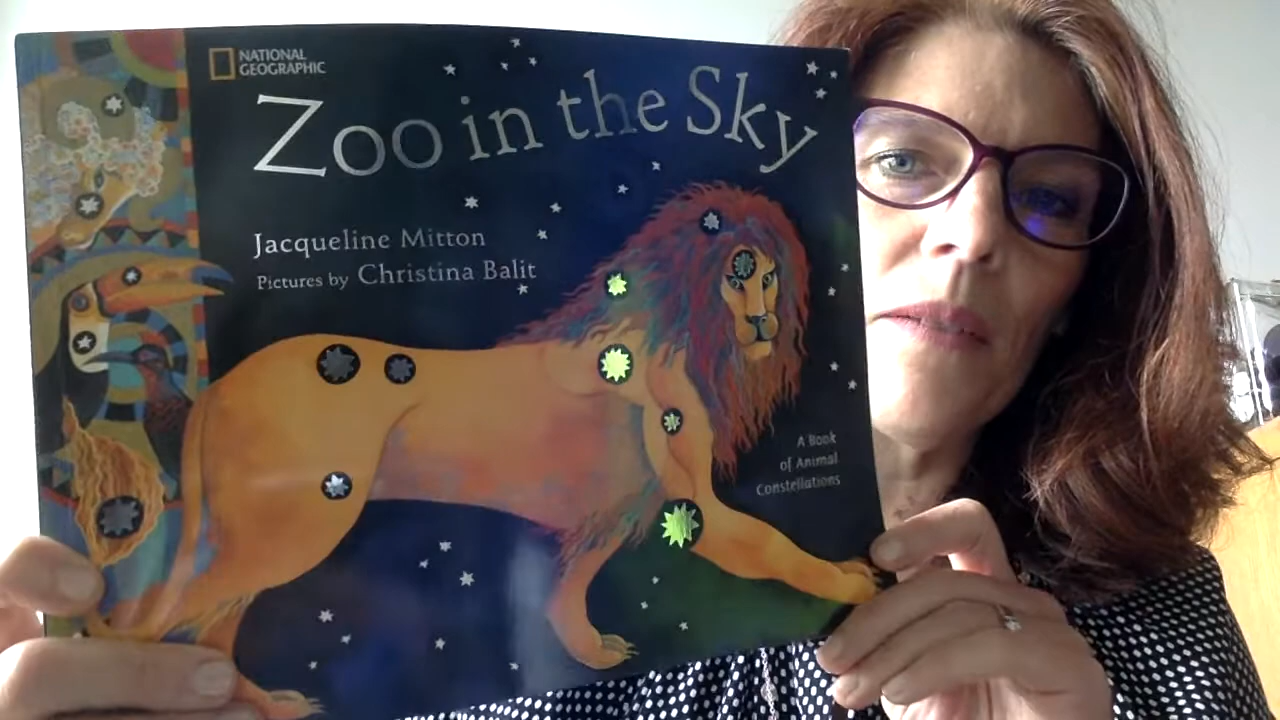 NATIONAL
GEOGRAPHIC
Zoo in the Sky
Jacqueline Mitton
Pictures by Christina Balit
A Book
of Animal
Constellations